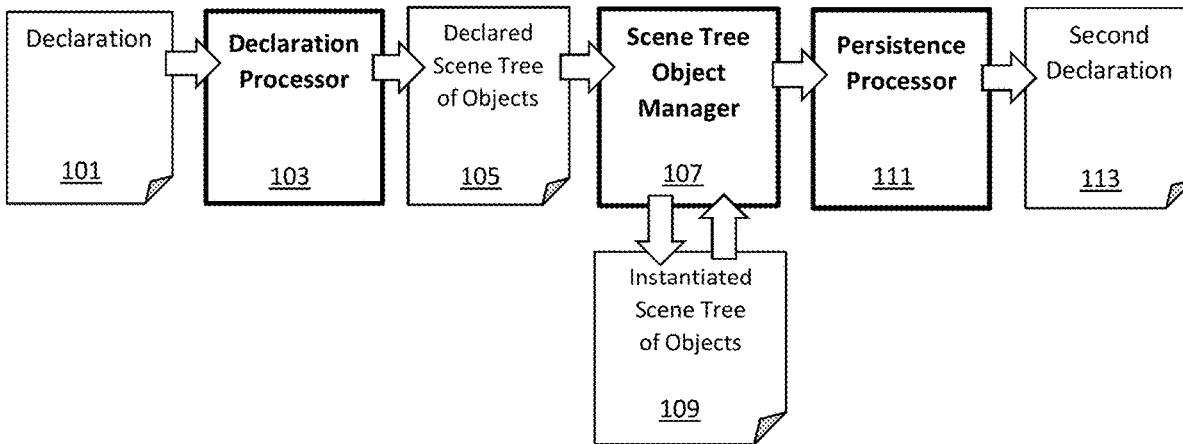 Declaration
101
Declaration
Processor
103
Declared
Scene Tree
of Objects
105
Scene Tree
Object
Manager
107
Persistence
Processor
111
Second
Declaration
113
Instantiated
Scene Tree
of Objects
109